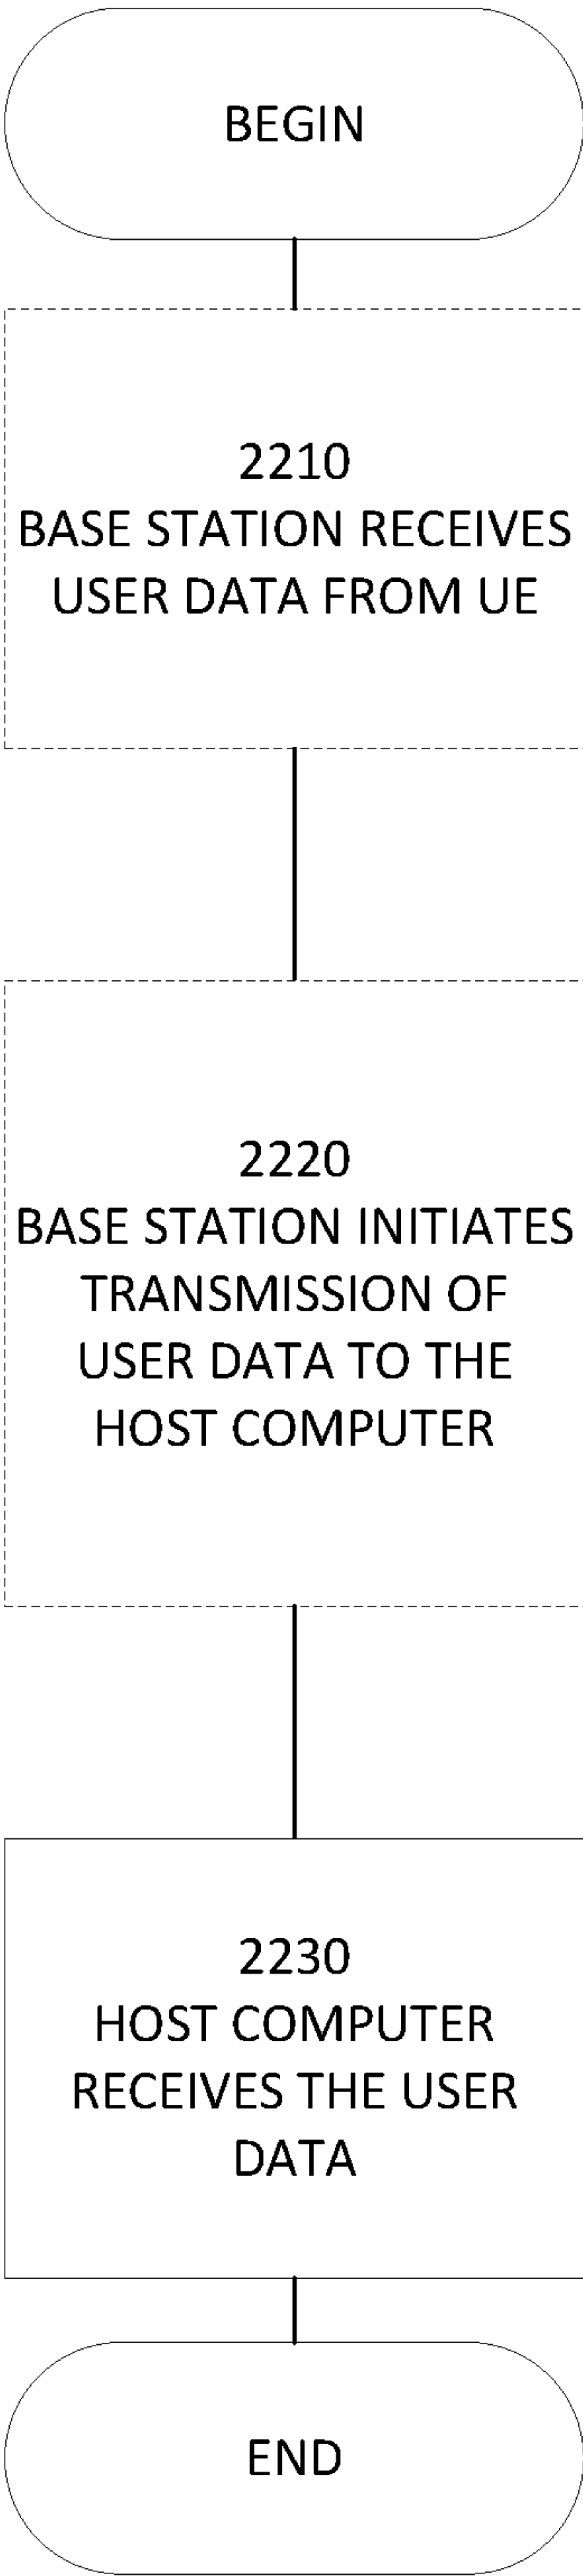 BEGIN
2210
BASE STATION RECEIVES
USER DATA FROM UE
2220
BASE STATION INITIATES
TRANSMISSION OF
USER DATA TO THE
HOST COMPUTER
2230
HOST COMPUTER
RECEIVES THE USER
DATA
END